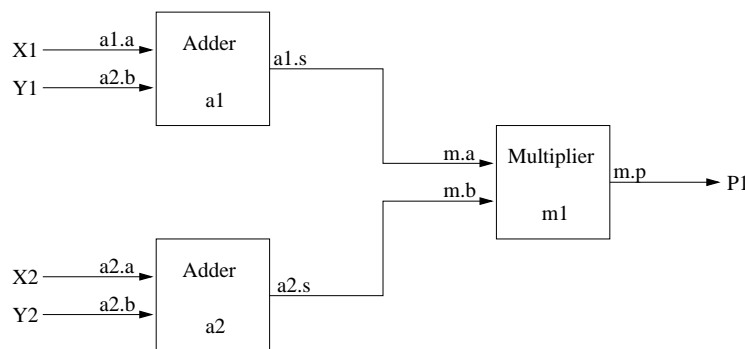 X1
a1.a
Y1
a2.b
Adder
a1
a1.s
m.a
m.b
Multiplier
m1
m.p
P1
X2
a2.a
Y2
a2.b
Adder
a2
a2.s